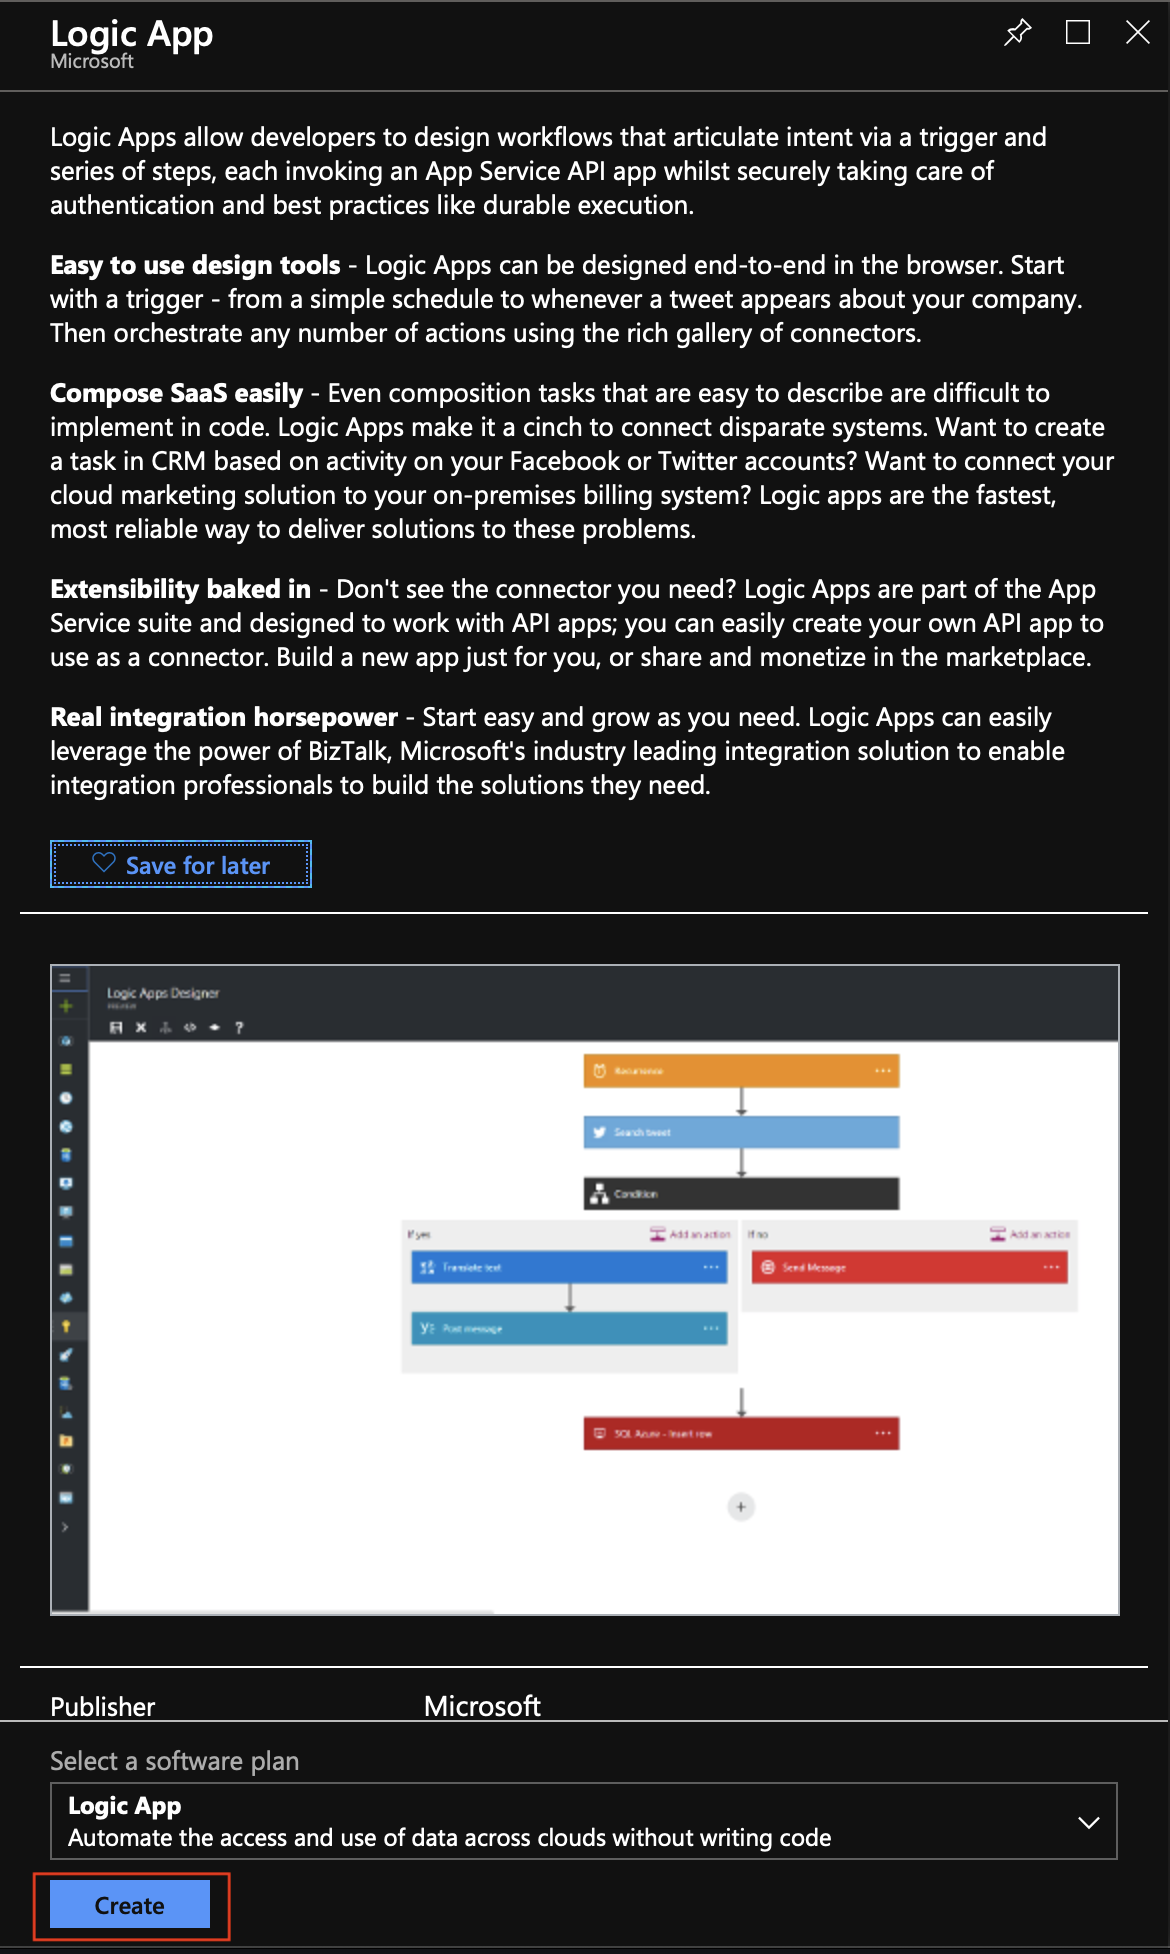 Logic App
Microsoft
Logic Apps allow developers to design workflows that articulate intent via a trigger and
series of steps, each invoking an App Service API app whilst securely taking care of
authentication and best practices like durable execution.
Easy to use design tools - Logic Apps can be designed end-to-end in the browser. Start
with a trigger - from a simple schedule to whenever a tweet appears about your company.
Then orchestrate any number of actions using the rich gallery of connectors.
Compose SaaS easily - Even composition tasks that are easy to describe are difficult to
implement in code. Logic Apps make it a cinch to connect disparate systems. Want to create
a task in CRM based on activity on your Facebook or Twitter accounts? Want to connect your
cloud marketing solution to your on-premises billing system? Logic apps are the fastest,
most reliable way to deliver solutions to these problems.
Extensibility baked in - Don't see the connector you need? Logic Apps are part of the App
Service suite and designed to work with API apps; you can easily create your own API app to
use as a connector. Build a new app just for you, or share and monetize in the marketplace.
Real integration horsepower - Start easy and grow as you need. Logic Apps can easily
leverage the power of BizTalk, Microsoft's industry leading integration solution to enable
integration professionals to build the solutions they need.
Save for later
Logic Apps Designer
Recurrence
Search tweet
Condition
If yes
Add an action
If no
Add an action
Translate text
Send Message
Post message
SQL Azure - Insert row
Publisher Microsoft
Select a software plan
Logic App
Automate the access and use of data across clouds without writing code
Create